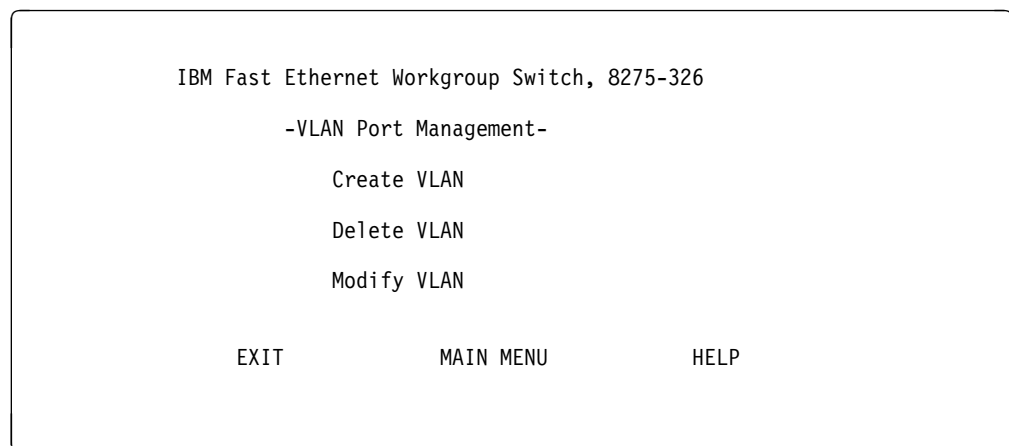 IBM Fast Ethernet Workgroup Switch, 8275-326
-VLAN Port Management-
Create VLAN
Delete VLAN
Modify VLAN
EXIT MAIN MENU HELP